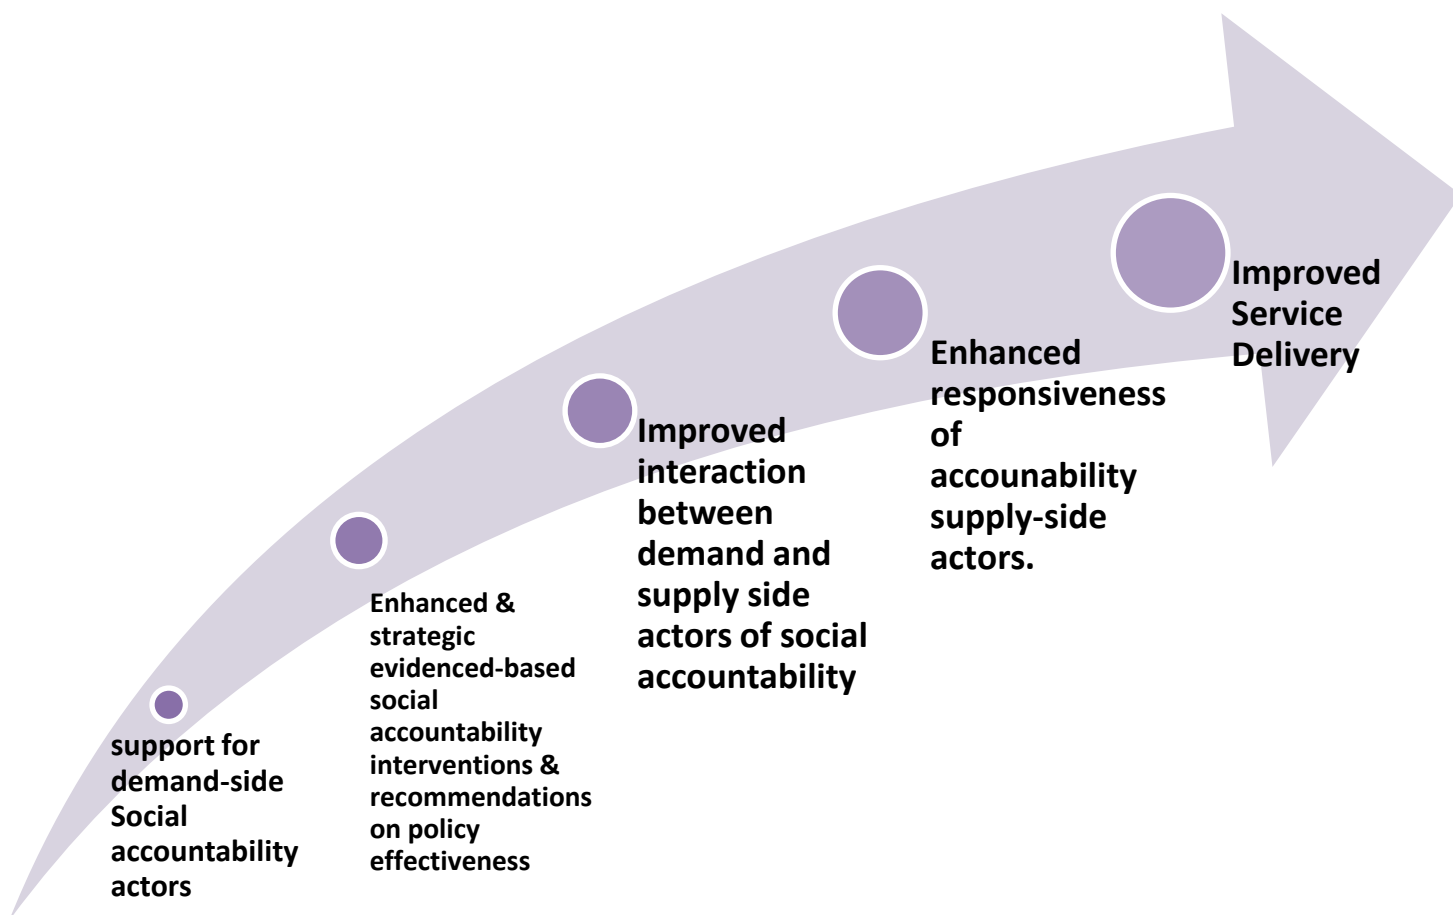 support for
demand-side
Social
accountability
actors
Enhanced &
strategic
evidenced-based
social
accountability
interventions &
recommendations
on policy
effectiveness
Improved
interaction
between
demand and
supply side
actors of social
accountability
Enhanced
responsiveness
of
accounability
supply-side
actors.
Improved
Service
Delivery